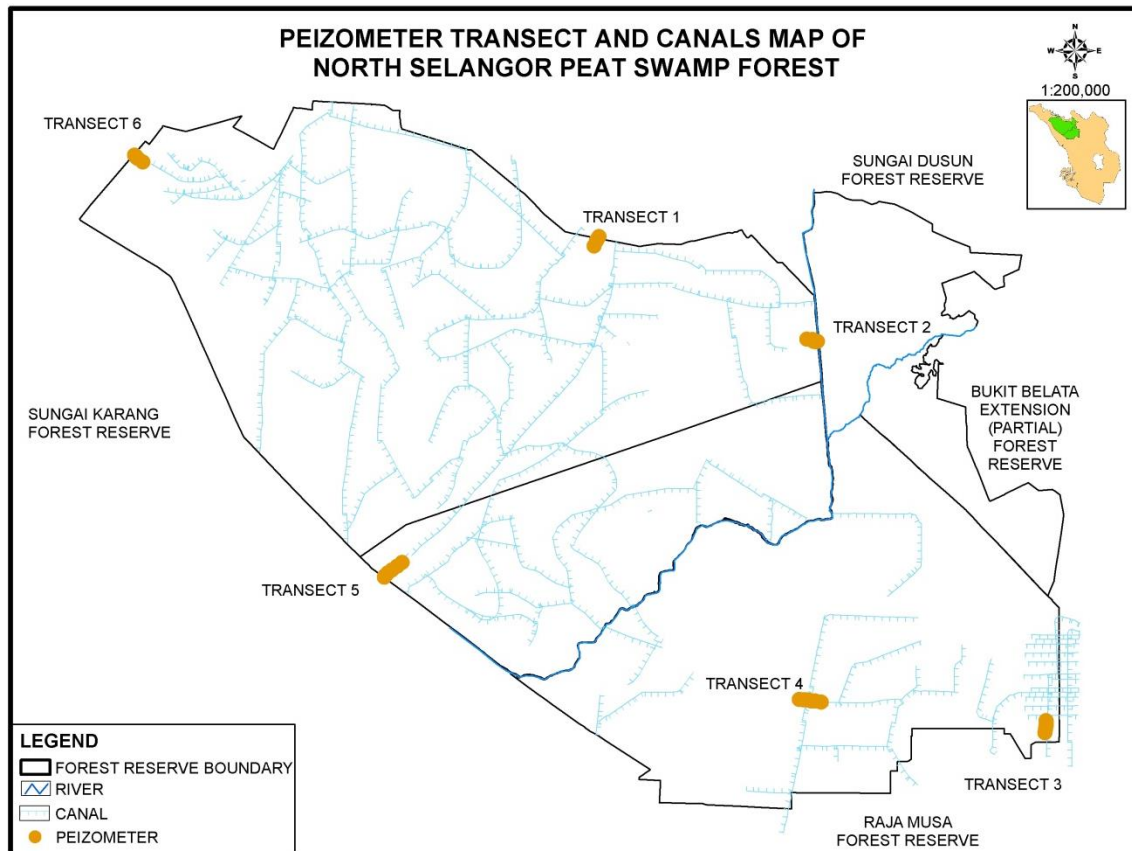 PEIZOMETER TRANSECT AND CANALS MAP OF
NORTH SELANGOR PEAT SWAMP FOREST
N
W
E
S
1:200,000
TRANSECT 6
SUNGAI DUSUN
FOREST RESERVE
TRANSECT 1
TRANSECT 2
SUNGAI KARANG
FOREST RESERVE
BUKIT BELATA
EXTENSION
(PARTIAL)
FOREST
RESERVE
TRANSECT 5
TRANSECT 4
TRANSECT 3
RAJA MUSA
FOREST RESERVE
LEGEND
FOREST RESERVE BOUNDARY
RIVER
CANAL
PEIZOMETER